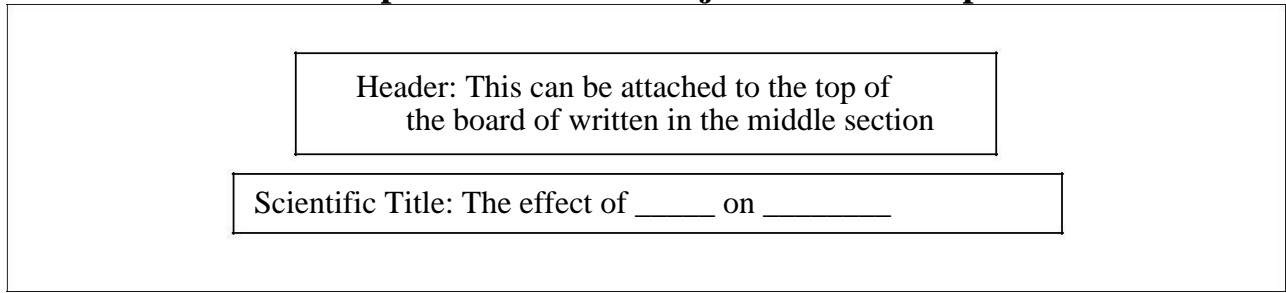 Header: This can be attached to the top of
the board of written in the middle section
Scientific Title: The effect of _____ on ________